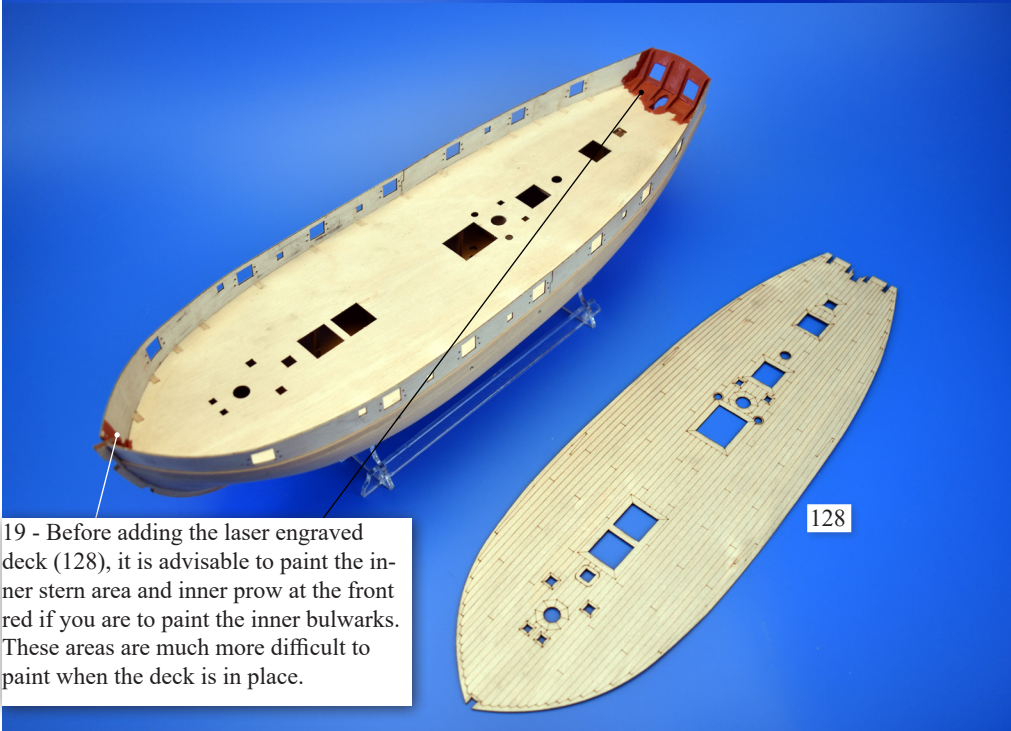 19 - Before adding the laser engraved
deck (128), it is advisable to paint the in-
ner stern area and inner prow at the front
red if you are to paint the inner bulwarks.
These areas are much more difficult to
paint when the deck is in place.
128